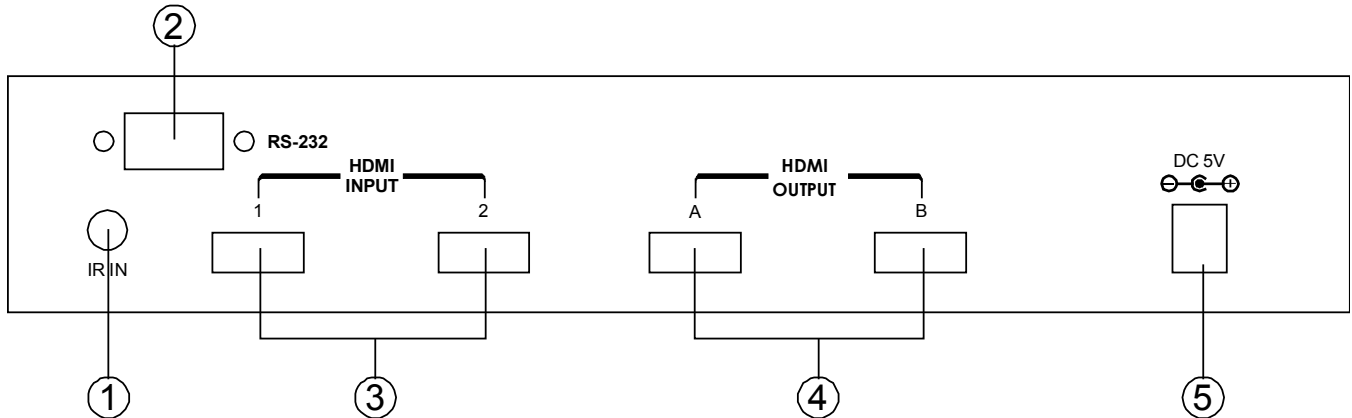 2
RS-232
HDMI
INPUT
HDMI
OUTPUT
DC 5V
1
2
A
B
IR IN
1
3
4
5